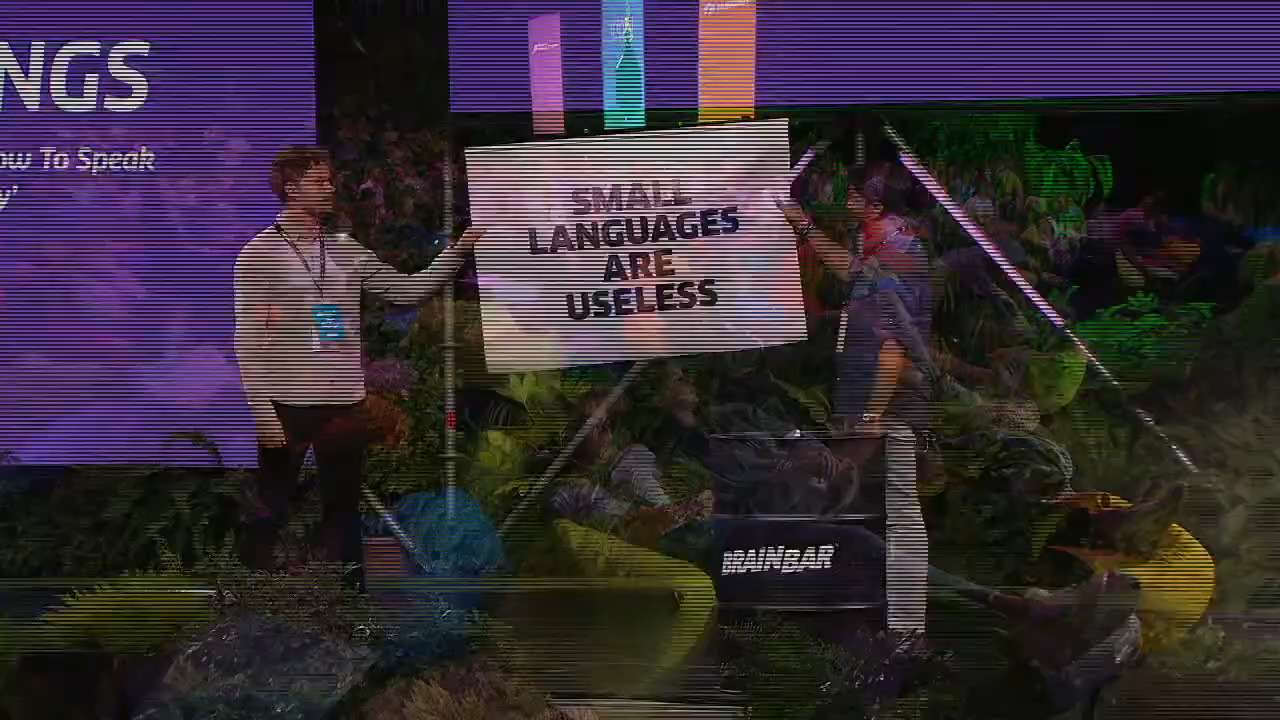 NGS
ow To Speak
y'
SMALL
LANGUAGES
ARE
USELESS
BRAINBAR